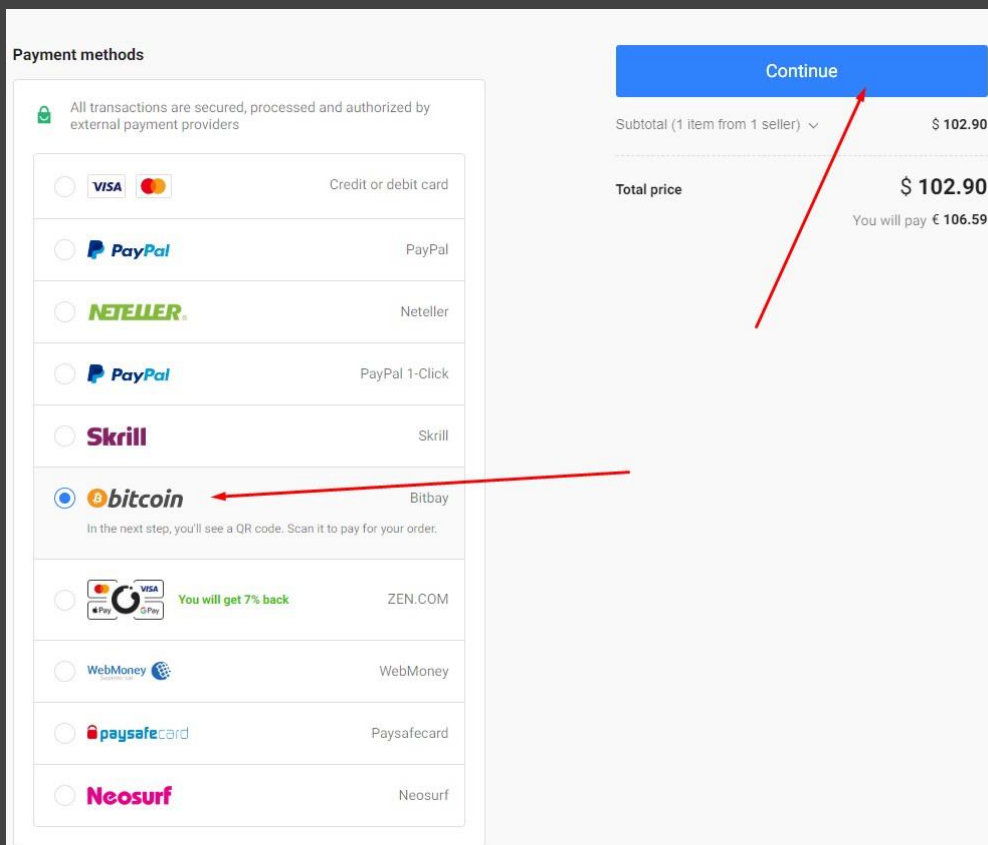 Payment methods
All transactions are secured, processed and authorized by
external payment providers
VISA Credit or debit card
PayPal PayPal
NETELLER. Neteller
PayPal PayPal 1-Click
Skrill Skrill
bitcoin Bitbay
In the next step, you'll see a QR code. Scan it to pay for your order.
VISA
Pay GPay
You will get 7% back ZEN.COM
WebMoney WebMoney
paysafecard Paysafecard
Neosurf Neosurf
Continue
Subtotal (1 item from 1 seller) $ 102.90
Total price $ 102.90
You will pay € 106.59